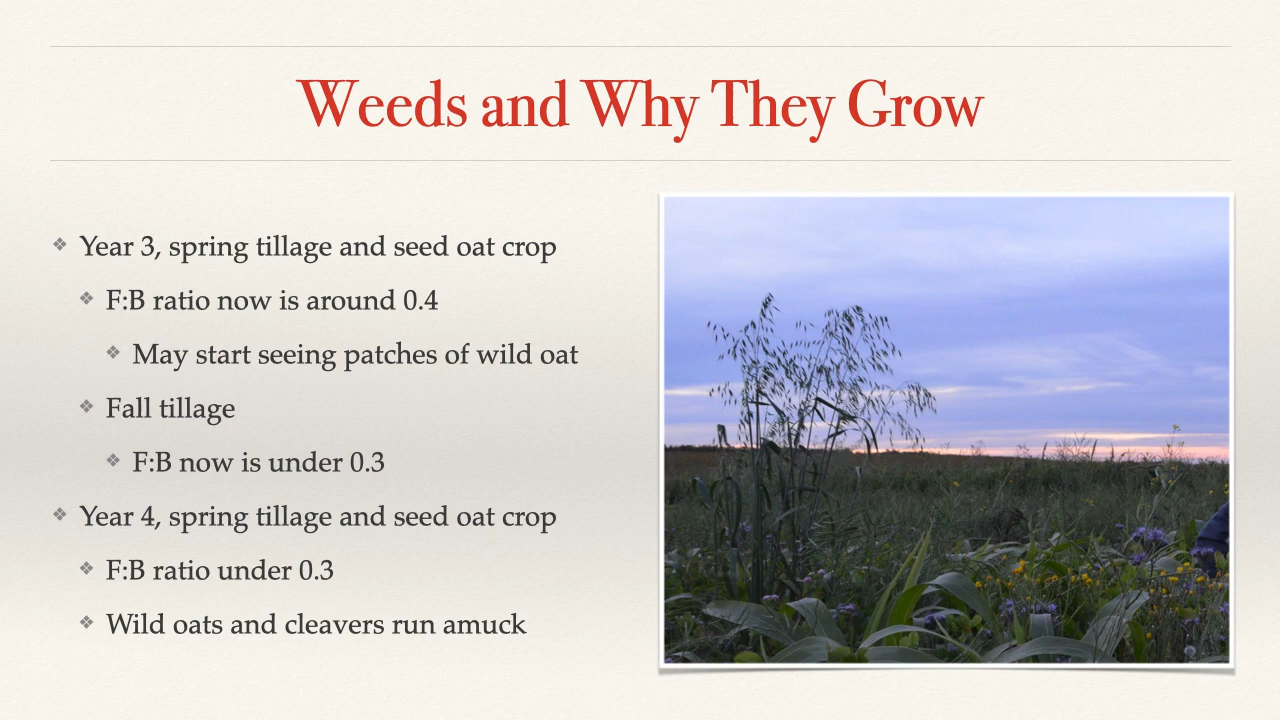 Weeds and Why They Grow
❖ Year 3, spring tillage and seed oat crop
❖ F:B ratio now is around 0.4
❖ May start seeing patches of wild oat
❖ Fall tillage
❖ F:B now is under 0.3
❖ Year 4, spring tillage and seed oat crop
❖ F:B ratio under 0.3
❖ Wild oats and cleavers run amuck